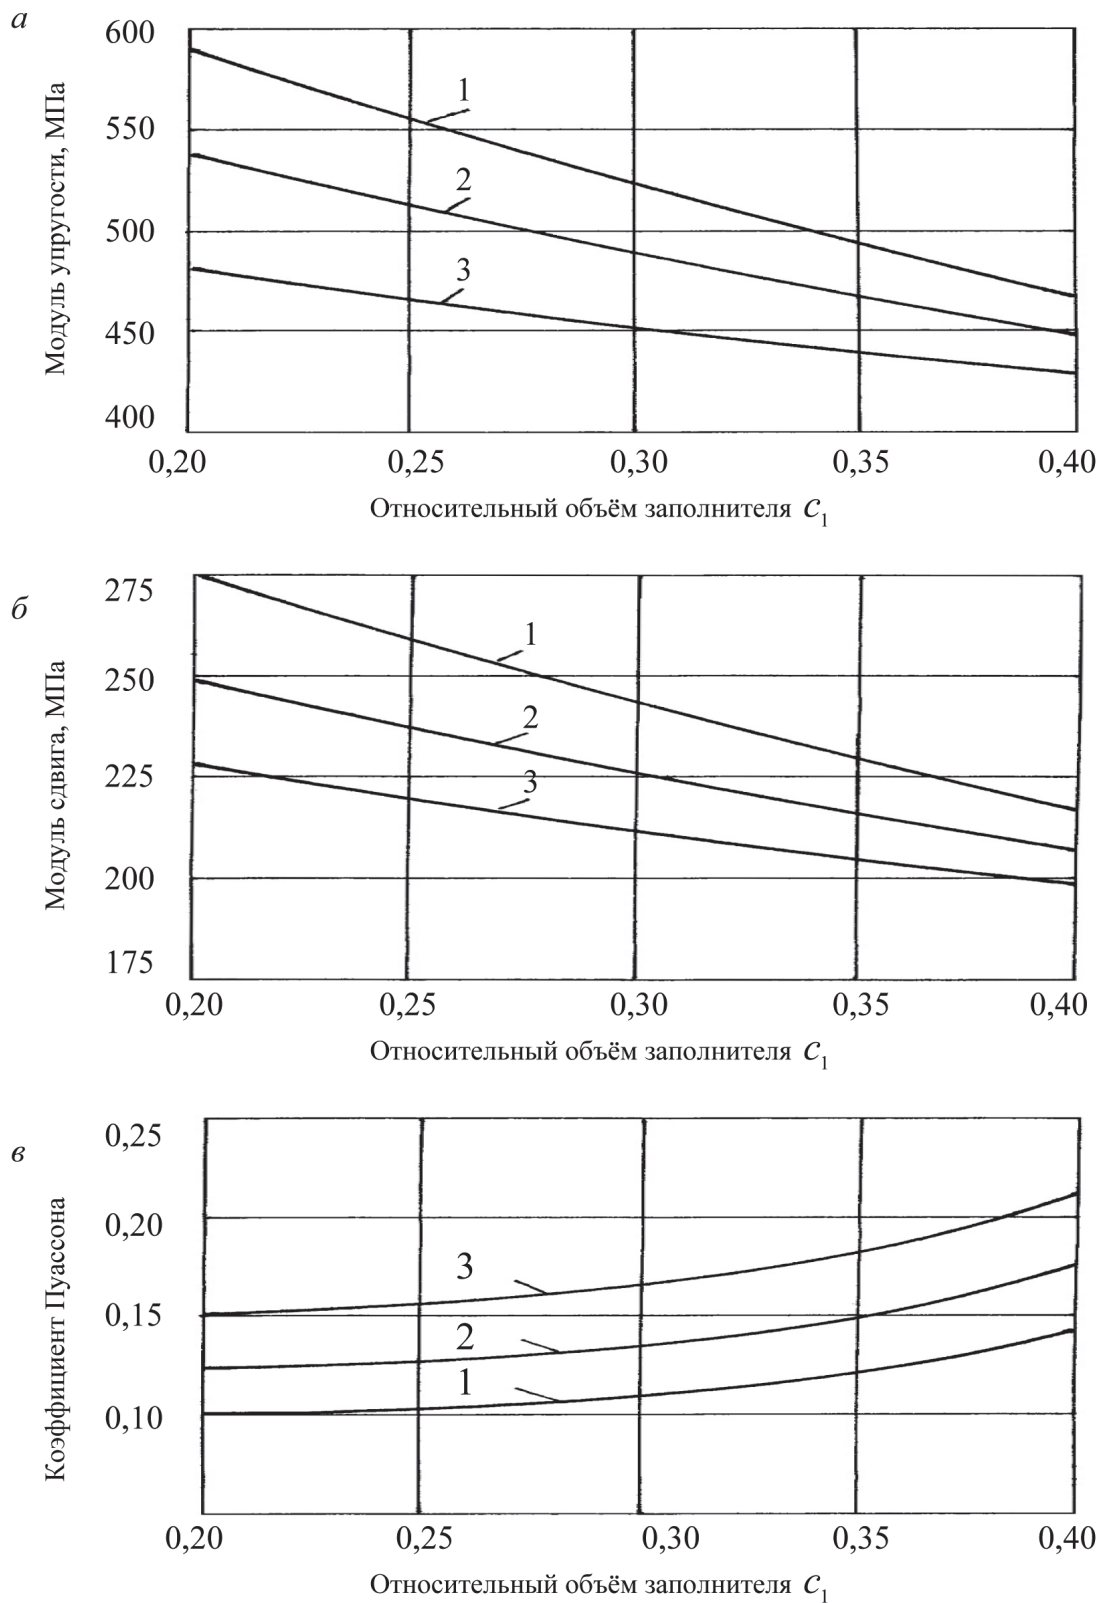 а
Модуль упругости, МПа
600
550
500
450
400
1
2
3
0,20 0,25 0,30 0,35 0,40
Относительный объём заполнителя c₁
б
Модуль сдвига, МПа
275
250
225
200
175
1
2
3
0,20 0,25 0,30 0,35 0,40
Относительный объём заполнителя c₁
в
Коэффициент Пуассона
0,25
0,20
0,15
0,10
3
2
1
0,20 0,25 0,30 0,35 0,40
Относительный объём заполнителя c₁